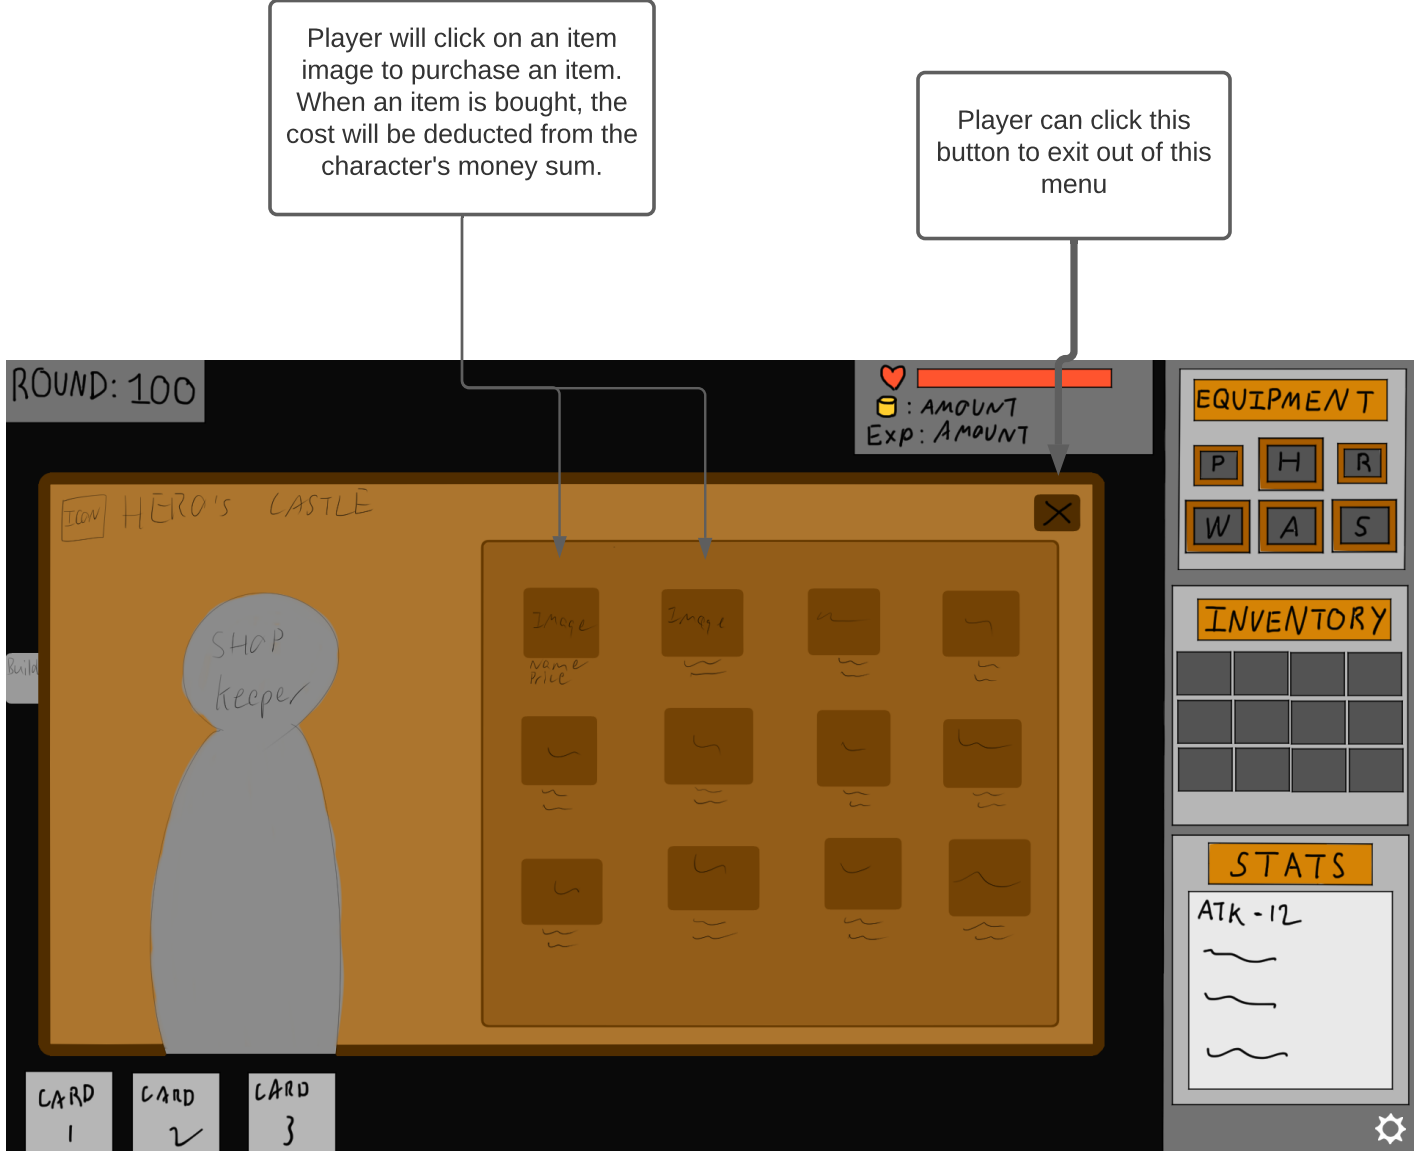 Player will click on an item
image to purchase an item.
When an item is bought, the
cost will be deducted from the
character's money sum.
Player can click this
button to exit out of this
menu
ROUND: 100
: AMOUNT
Exp: AMOUNT
EQUIPMENT
P H R
W A S
ICON HERO'S CASTLE
X
SHOP
Keeper
Build
Image Image
Name
Price
INVENTORY
STATS
ATK - 12
CARD
1
CARD
2
CARD
3